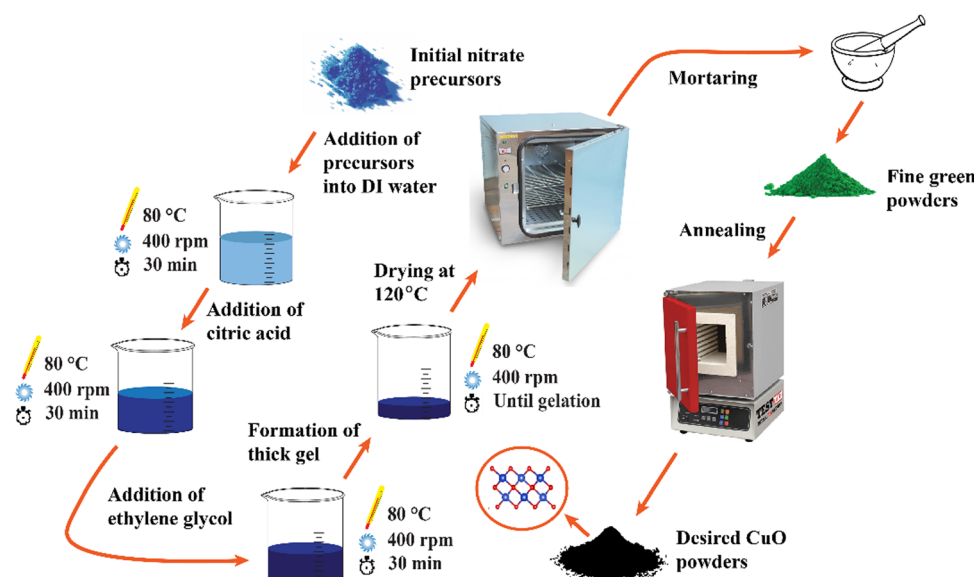 Initial nitrate
precursors
Addition of
precursors
into DI water
80 °C
400 rpm
30 min
Addition of
citric acid
80 °C
400 rpm
30 min
Addition of
ethylene glycol
80 °C
400 rpm
30 min
Formation of
thick gel
80 °C
400 rpm
Until gelation
Drying at
120°C
Mortaring
Fine green
powders
Annealing
Desired CuO
powders